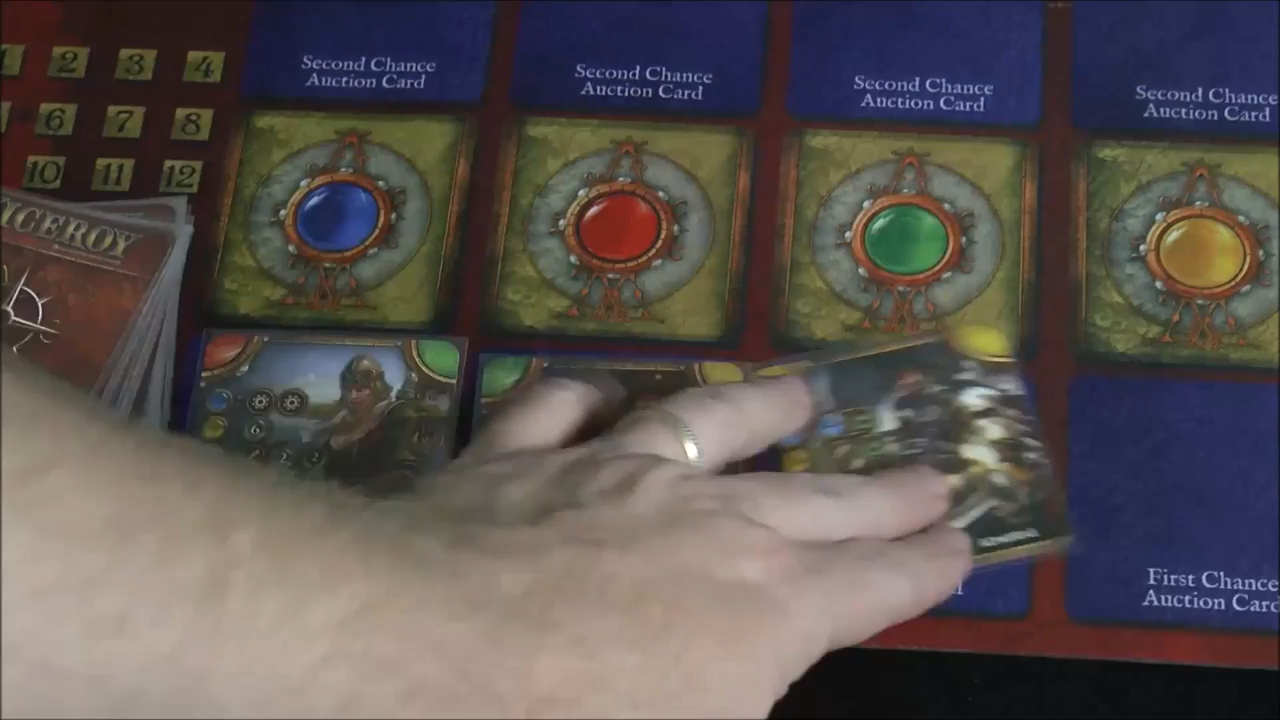 2 3 4
6 7 8
10 11 12
Second Chance
Auction Card
Second Chance
Auction Card
Second Chance
Auction Card
Second Chance
Auction Card
VICEROY
6
First Chance
Auction Card